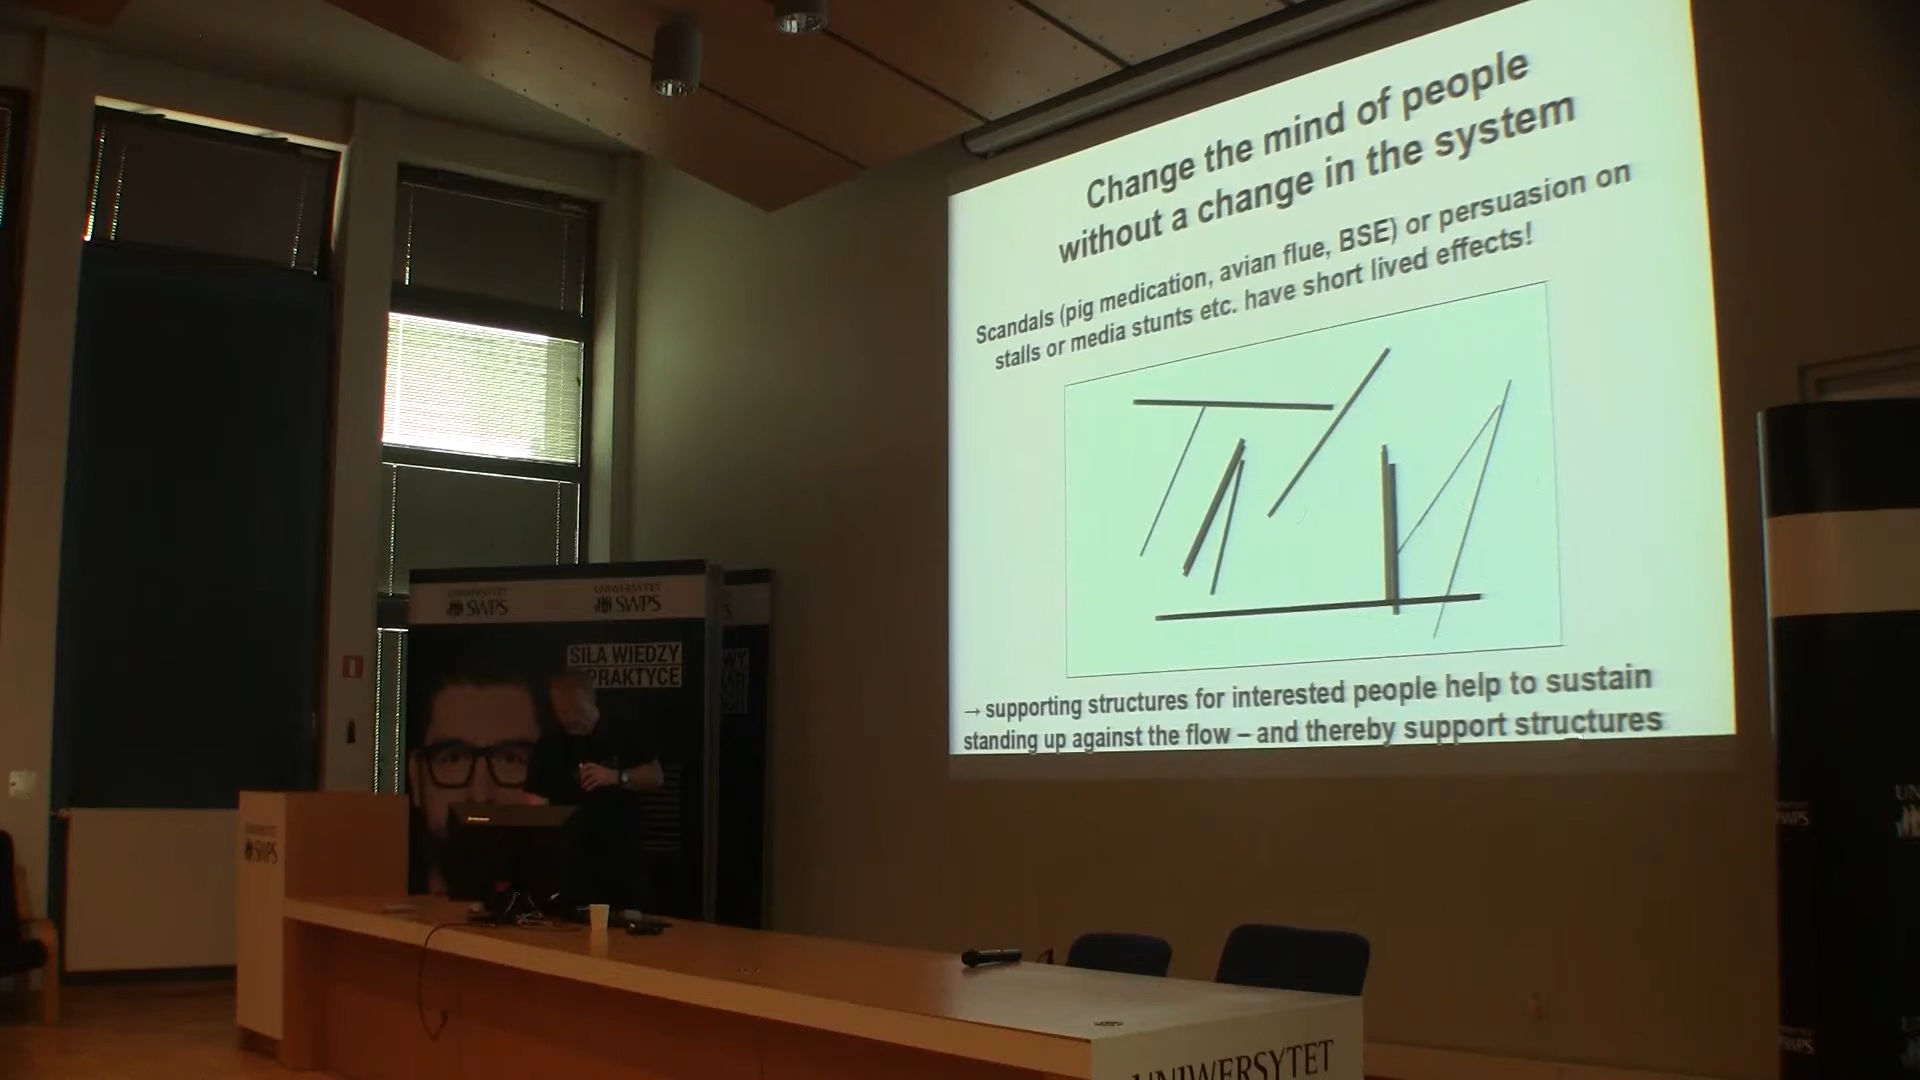 Change the mind of people
without a change in the system
Scandals (pig medication, avian flue, BSE) or persuasion on
stalls or media stunts etc. have short lived effects!
→ supporting structures for interested people help to sustain
standing up against the flow – and thereby support structures
UNIWERSYTET
SWPS
UNIWERSYTET
SWPS
SIŁA WIEDZY
PRAKTYCE
SWPS
UNIWERSYTET
SWPS
SWPS